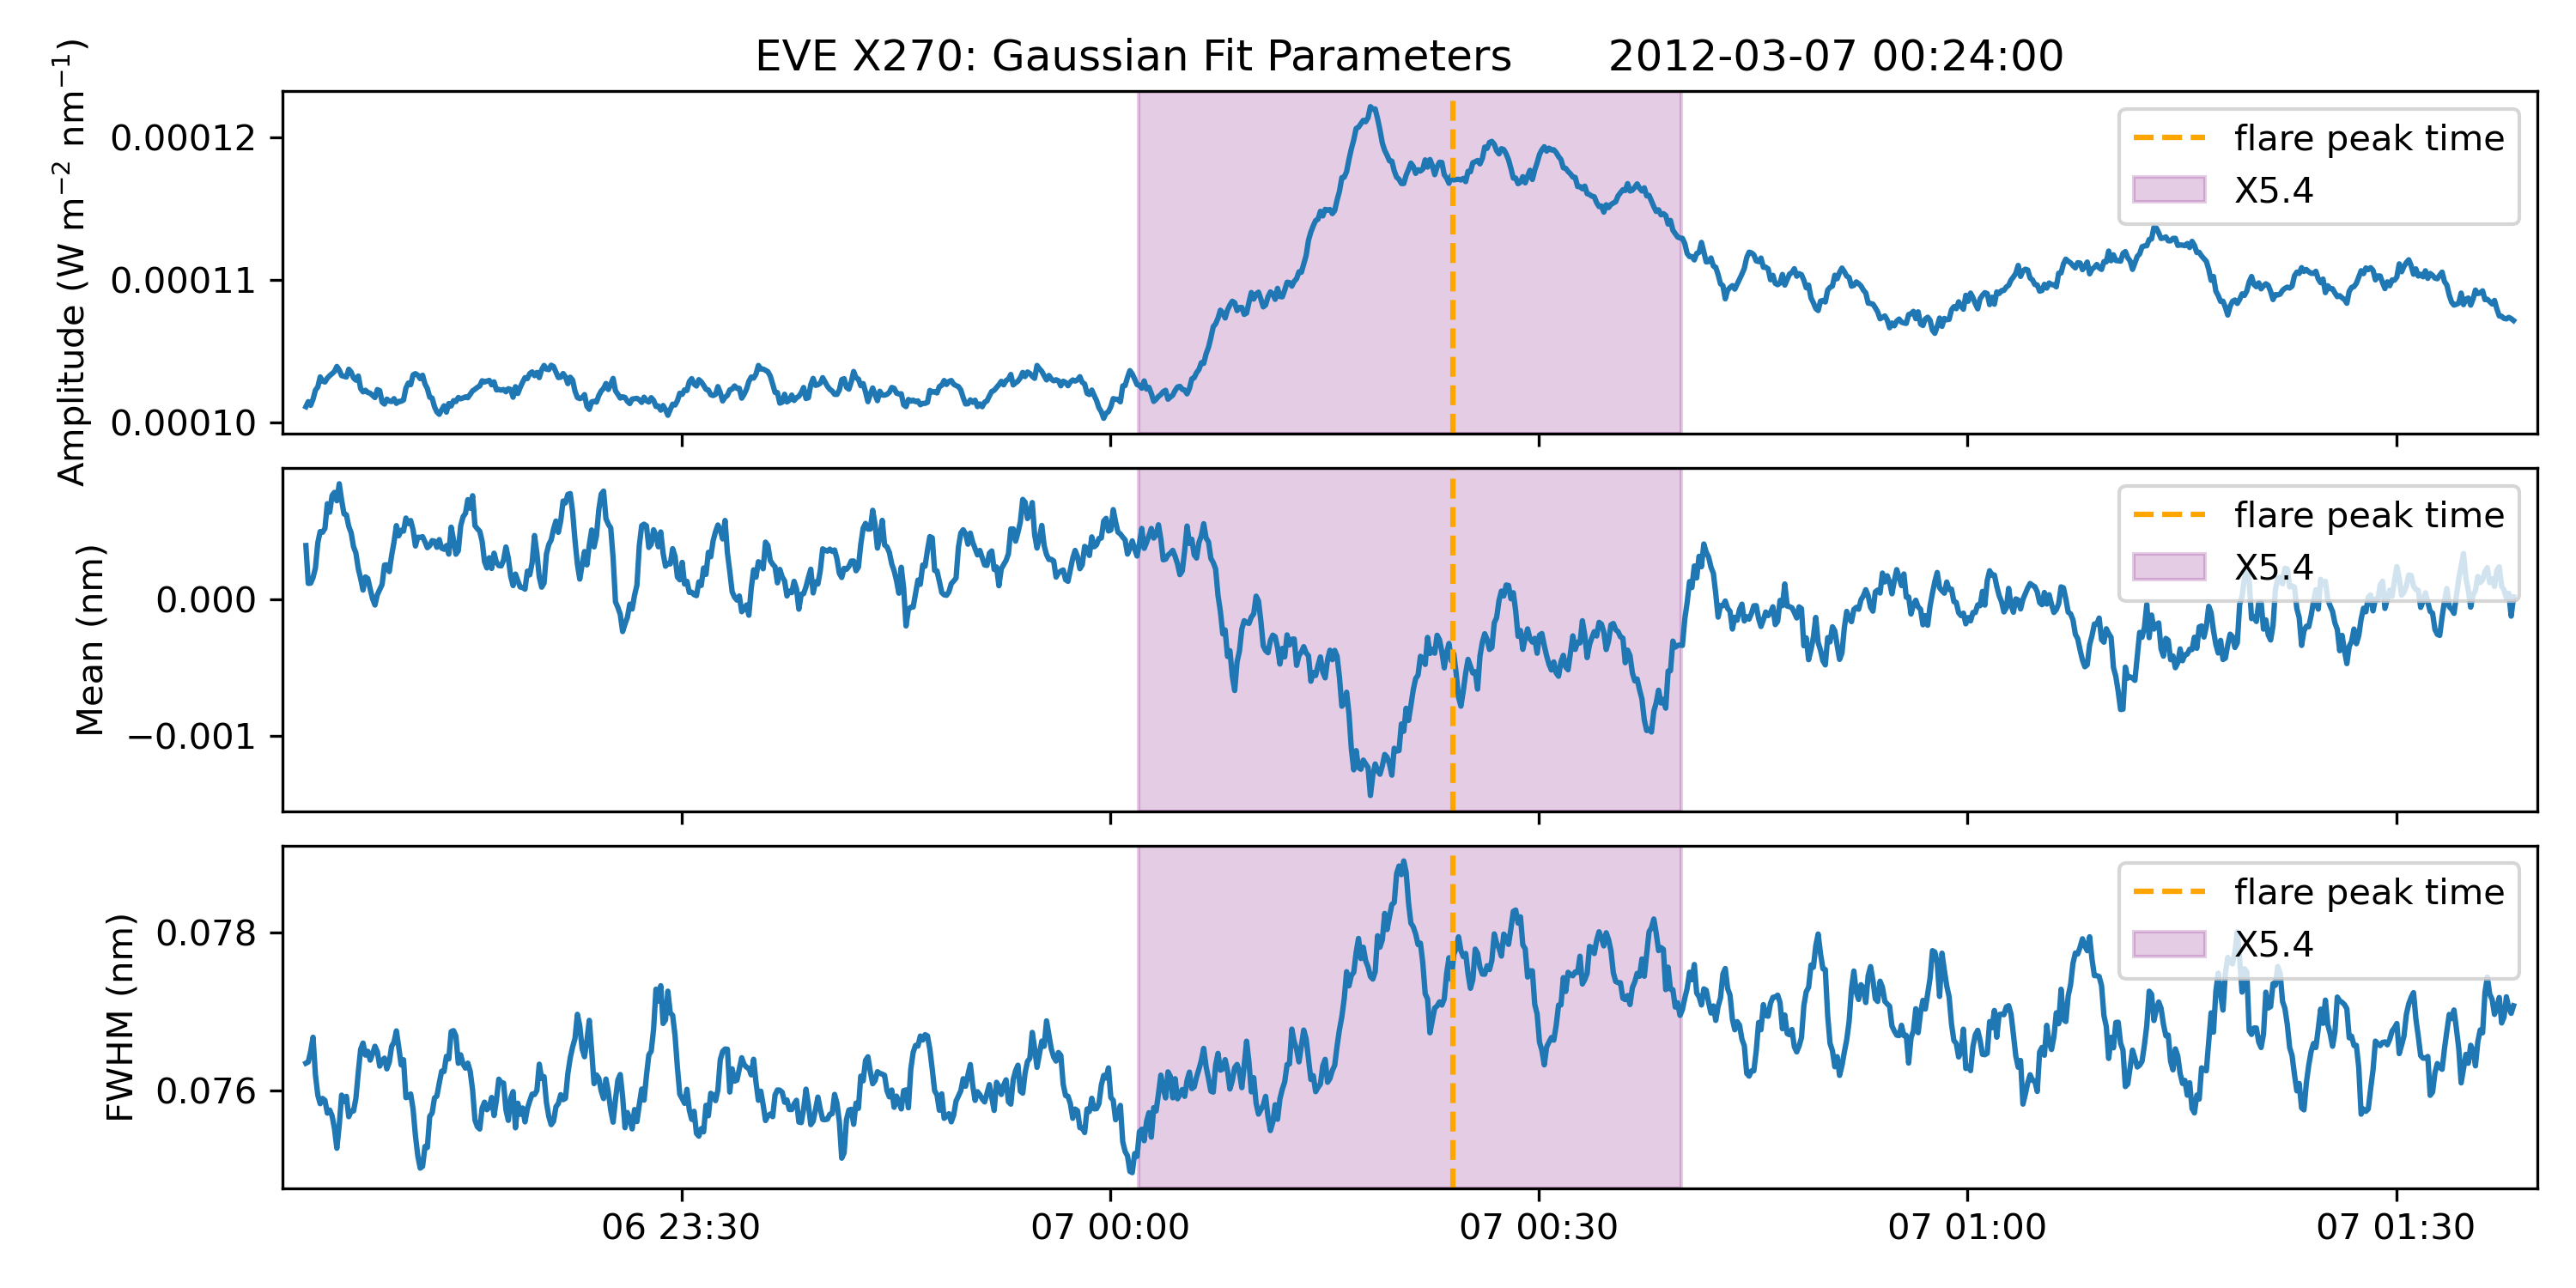 EVE X270: Gaussian Fit Parameters 2012-03-07 00:24:00
Amplitude (W m⁻² nm⁻¹)
0.00012
0.00011
0.00010
flare peak time
X5.4
Mean (nm)
0.000
−0.001
flare peak time
X5.4
FWHM (nm)
0.078
0.076
flare peak time
X5.4
06 23:30 07 00:00 07 00:30 07 01:00 07 01:30